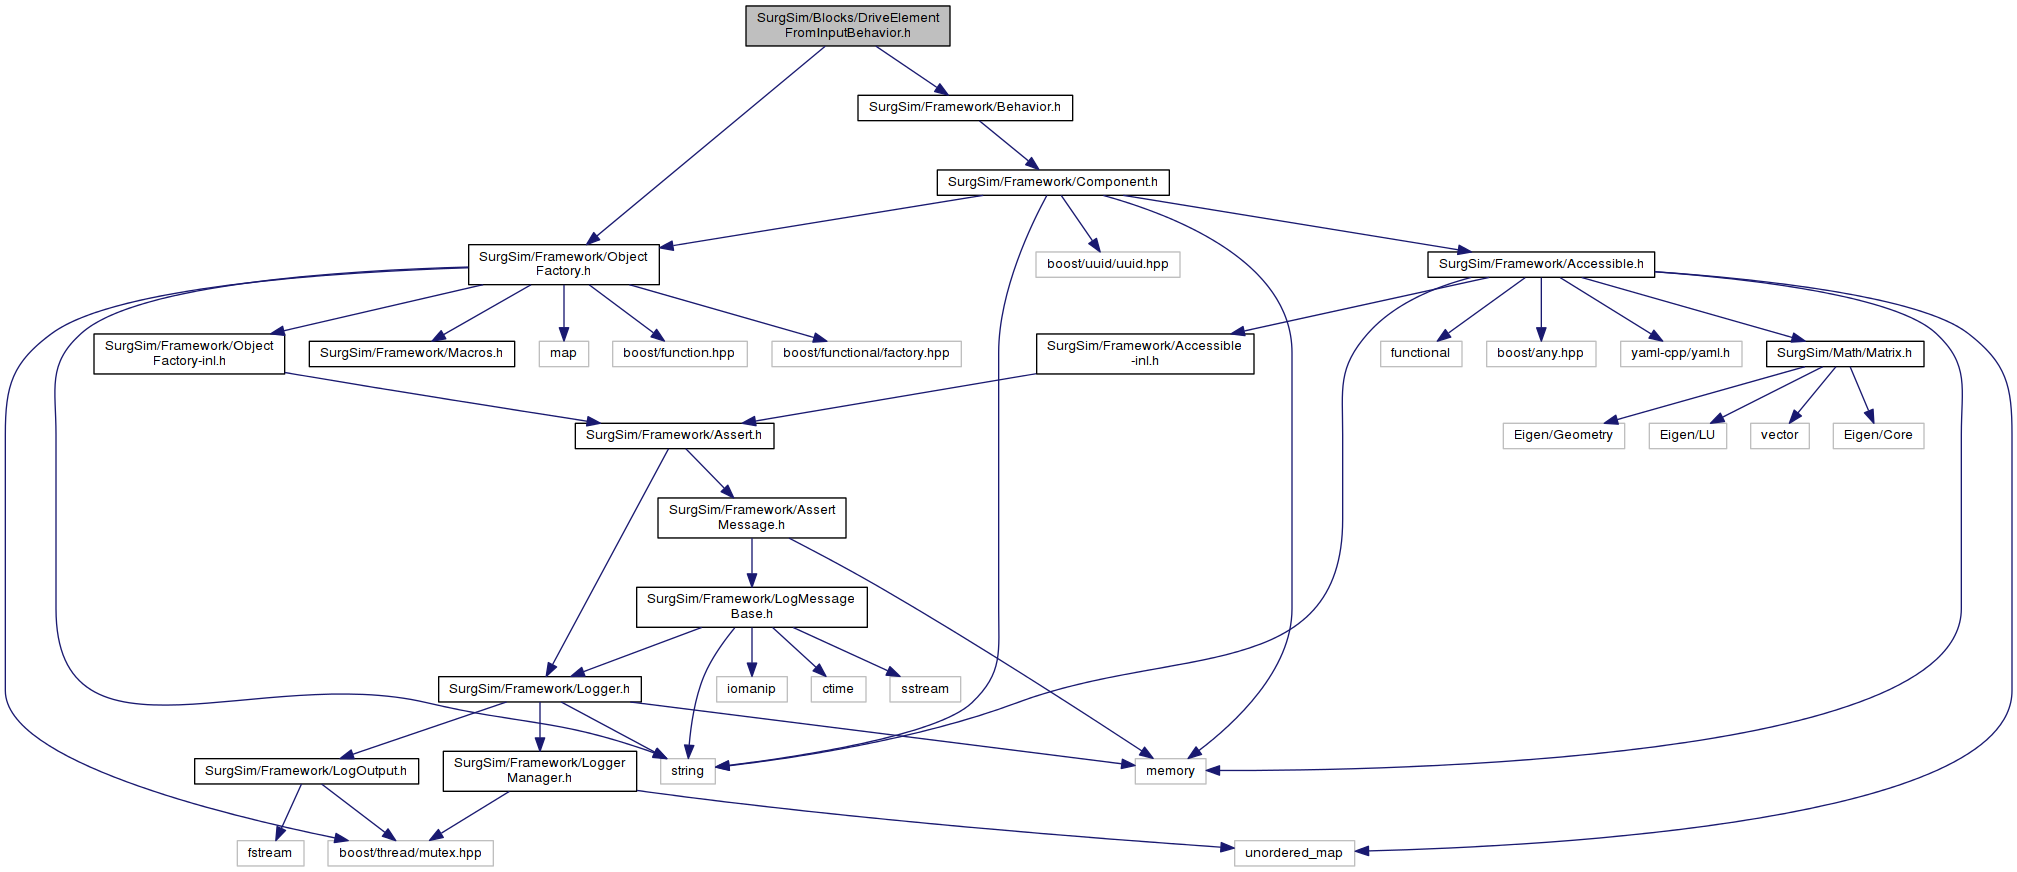 SurgSim/Blocks/DriveElement
FromInputBehavior.h
SurgSim/Framework/Behavior.h
SurgSim/Framework/Component.h
SurgSim/Framework/Object
Factory.h
boost/uuid/uuid.hpp
SurgSim/Framework/Accessible.h
SurgSim/Framework/Object
Factory-inl.h
SurgSim/Framework/Macros.h
map
boost/function.hpp
boost/functional/factory.hpp
SurgSim/Framework/Accessible
-inl.h
functional
boost/any.hpp
yaml-cpp/yaml.h
SurgSim/Math/Matrix.h
SurgSim/Framework/Assert.h
Eigen/Geometry
Eigen/LU
vector
Eigen/Core
SurgSim/Framework/Assert
Message.h
SurgSim/Framework/LogMessage
Base.h
SurgSim/Framework/Logger.h
iomanip
ctime
sstream
SurgSim/Framework/LogOutput.h
SurgSim/Framework/Logger
Manager.h
string
memory
fstream
boost/thread/mutex.hpp
unordered_map